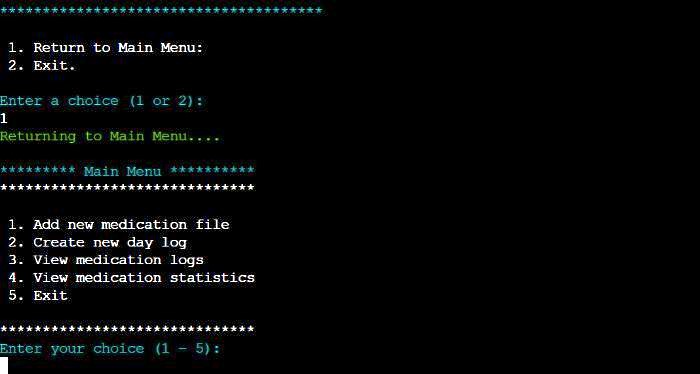 **************************************
1. Return to Main Menu:
2. Exit.
Enter a choice (1 or 2):
1
Returning to Main Menu....
********* Main Menu **********
******************************
1. Add new medication file
2. Create new day log
3. View medication logs
4. View medication statistics
5. Exit
******************************
Enter your choice (1 - 5):